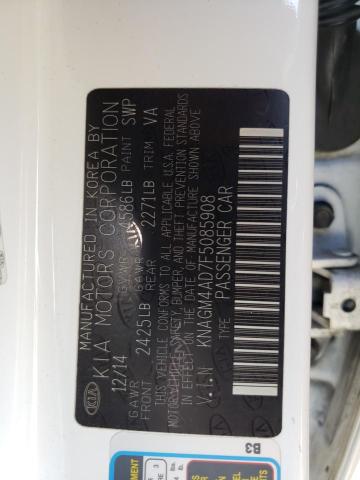 MANUFACTURED IN KOREA BY
KIA MOTORS CORPORATION
12/14 GVWR 4586LB PAINT SWP
GAWR FRONT 2425LB GAWR REAR 2271LB TRIM VA
THIS VEHICLE CONFORMS TO ALL APPLICABLE U.S.A. FEDERAL
MOTOR VEHICLE SAFETY, BUMPER, AND THEFT PREVENTION STANDARDS
IN EFFECT ON THE DATE OF MANUFACTURE SHOWN ABOVE
V.I.N KNAGM4AD7F5085908
TYPE: PASSENGER CAR
KIA
B3